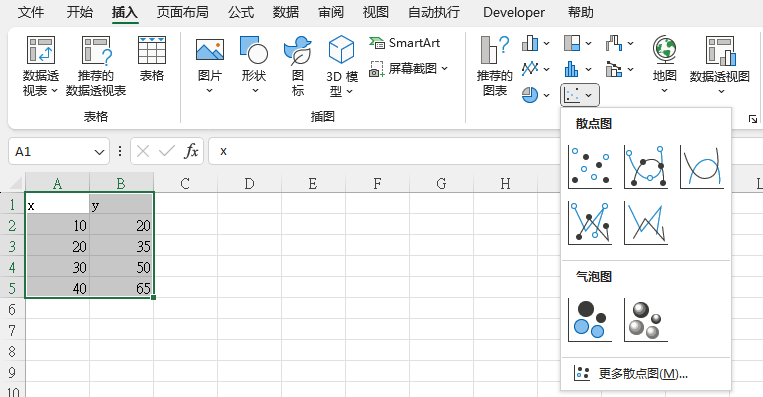 文件 开始 插入 页面布局 公式 数据 审阅 视图 自动执行 Developer 帮助
数据透视表 推荐的数据透视表 表格 图片 形状 图标 3D 模型 SmartArt 屏幕截图 推荐的图表 地图 数据透视图
表格 插图
A1 fx x
散点图
A B C D E F G H L
1 x y
2 10 20
3 20 35
4 30 50
5 40 65
6
7
8
9
10
气泡图
更多散点图(M)...